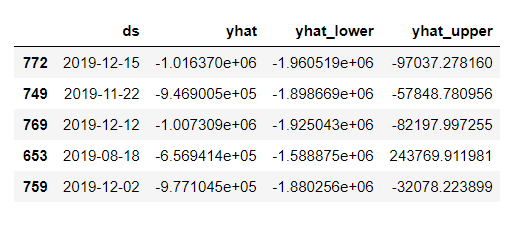 ds yhat yhat_lower yhat_upper
772 2019-12-15 -1.016370e+06 -1.960519e+06 -97037.278160
749 2019-11-22 -9.469005e+05 -1.898669e+06 -57848.780956
769 2019-12-12 -1.007309e+06 -1.925043e+06 -82197.997255
653 2019-08-18 -6.569414e+05 -1.588875e+06 243769.911981
759 2019-12-02 -9.771045e+05 -1.880256e+06 -32078.223899